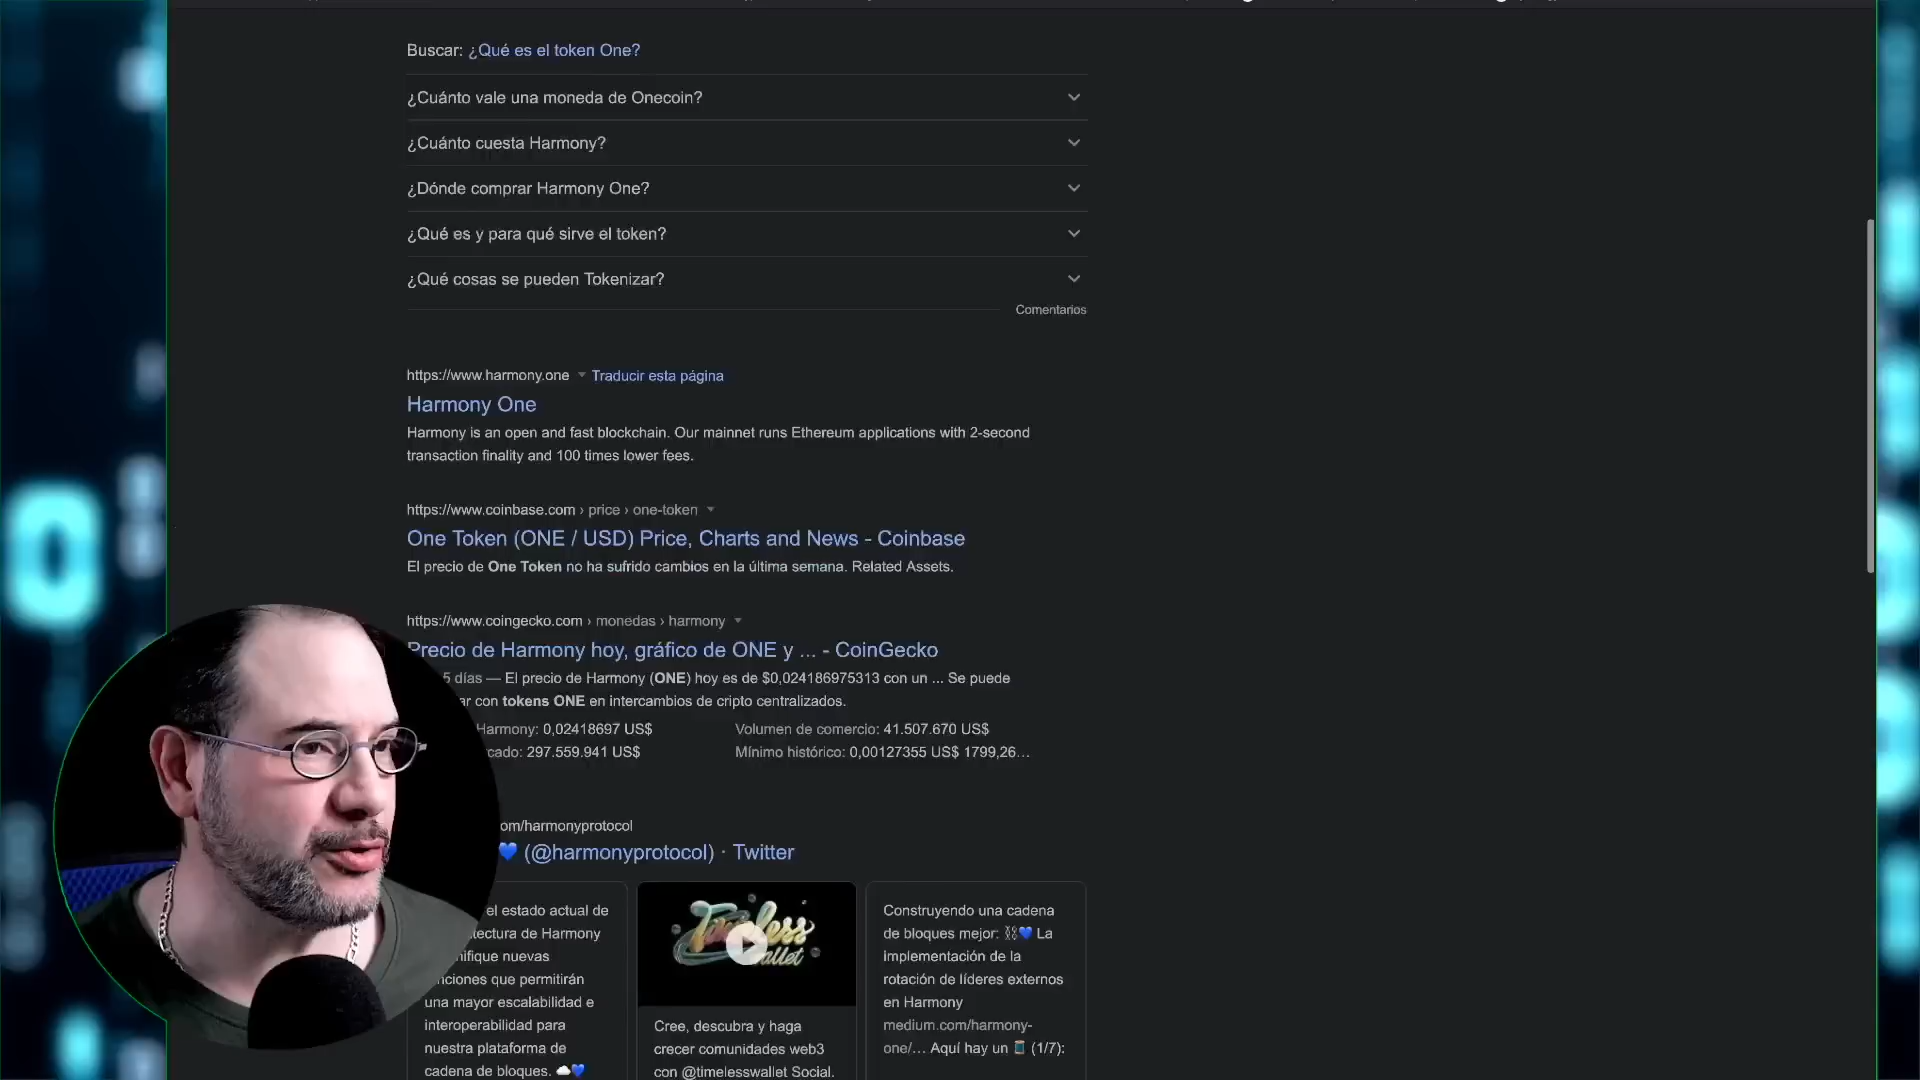 Buscar: ¿Qué es el token One?
¿Cuánto vale una moneda de Onecoin?
¿Cuánto cuesta Harmony?
¿Dónde comprar Harmony One?
¿Qué es y para qué sirve el token?
¿Qué cosas se pueden Tokenizar?
Comentarios
https://www.harmony.one Traducir esta página
Harmony One
Harmony is an open and fast blockchain. Our mainnet runs Ethereum applications with 2-second
transaction finality and 100 times lower fees.
https://www.coinbase.com › price › one-token
One Token (ONE / USD) Price, Charts and News - Coinbase
El precio de One Token no ha sufrido cambios en la última semana. Related Assets.
https://www.coingecko.com › monedas › harmony
Precio de Harmony hoy, gráfico de ONE y ... - CoinGecko
5 días — El precio de Harmony (ONE) hoy es de $0,024186975313 con un ... Se puede
con tokens ONE en intercambios de cripto centralizados.
Harmony: 0,02418697 US$ Volumen de comercio: 41.507.670 US$
297.559.941 US$ Mínimo histórico: 0,00127355 US$ 1799,26...
om/harmonyprotocol
💙 (@harmonyprotocol) · Twitter
el estado actual de
tectura de Harmony
nifique nuevas
nciones que permitirán
una mayor escalabilidad e
interoperabilidad para
nuestra plataforma de
cadena de bloques. ☁️💙
Timeless
Wallet
Cree, descubra y haga
crecer comunidades web3
con @timelesswallet Social.
Construyendo una cadena
de bloques mejor: ⛓💙 La
implementación de la
rotación de líderes externos
en Harmony
medium.com/harmony-
one/... Aquí hay un 🧵 (1/7):